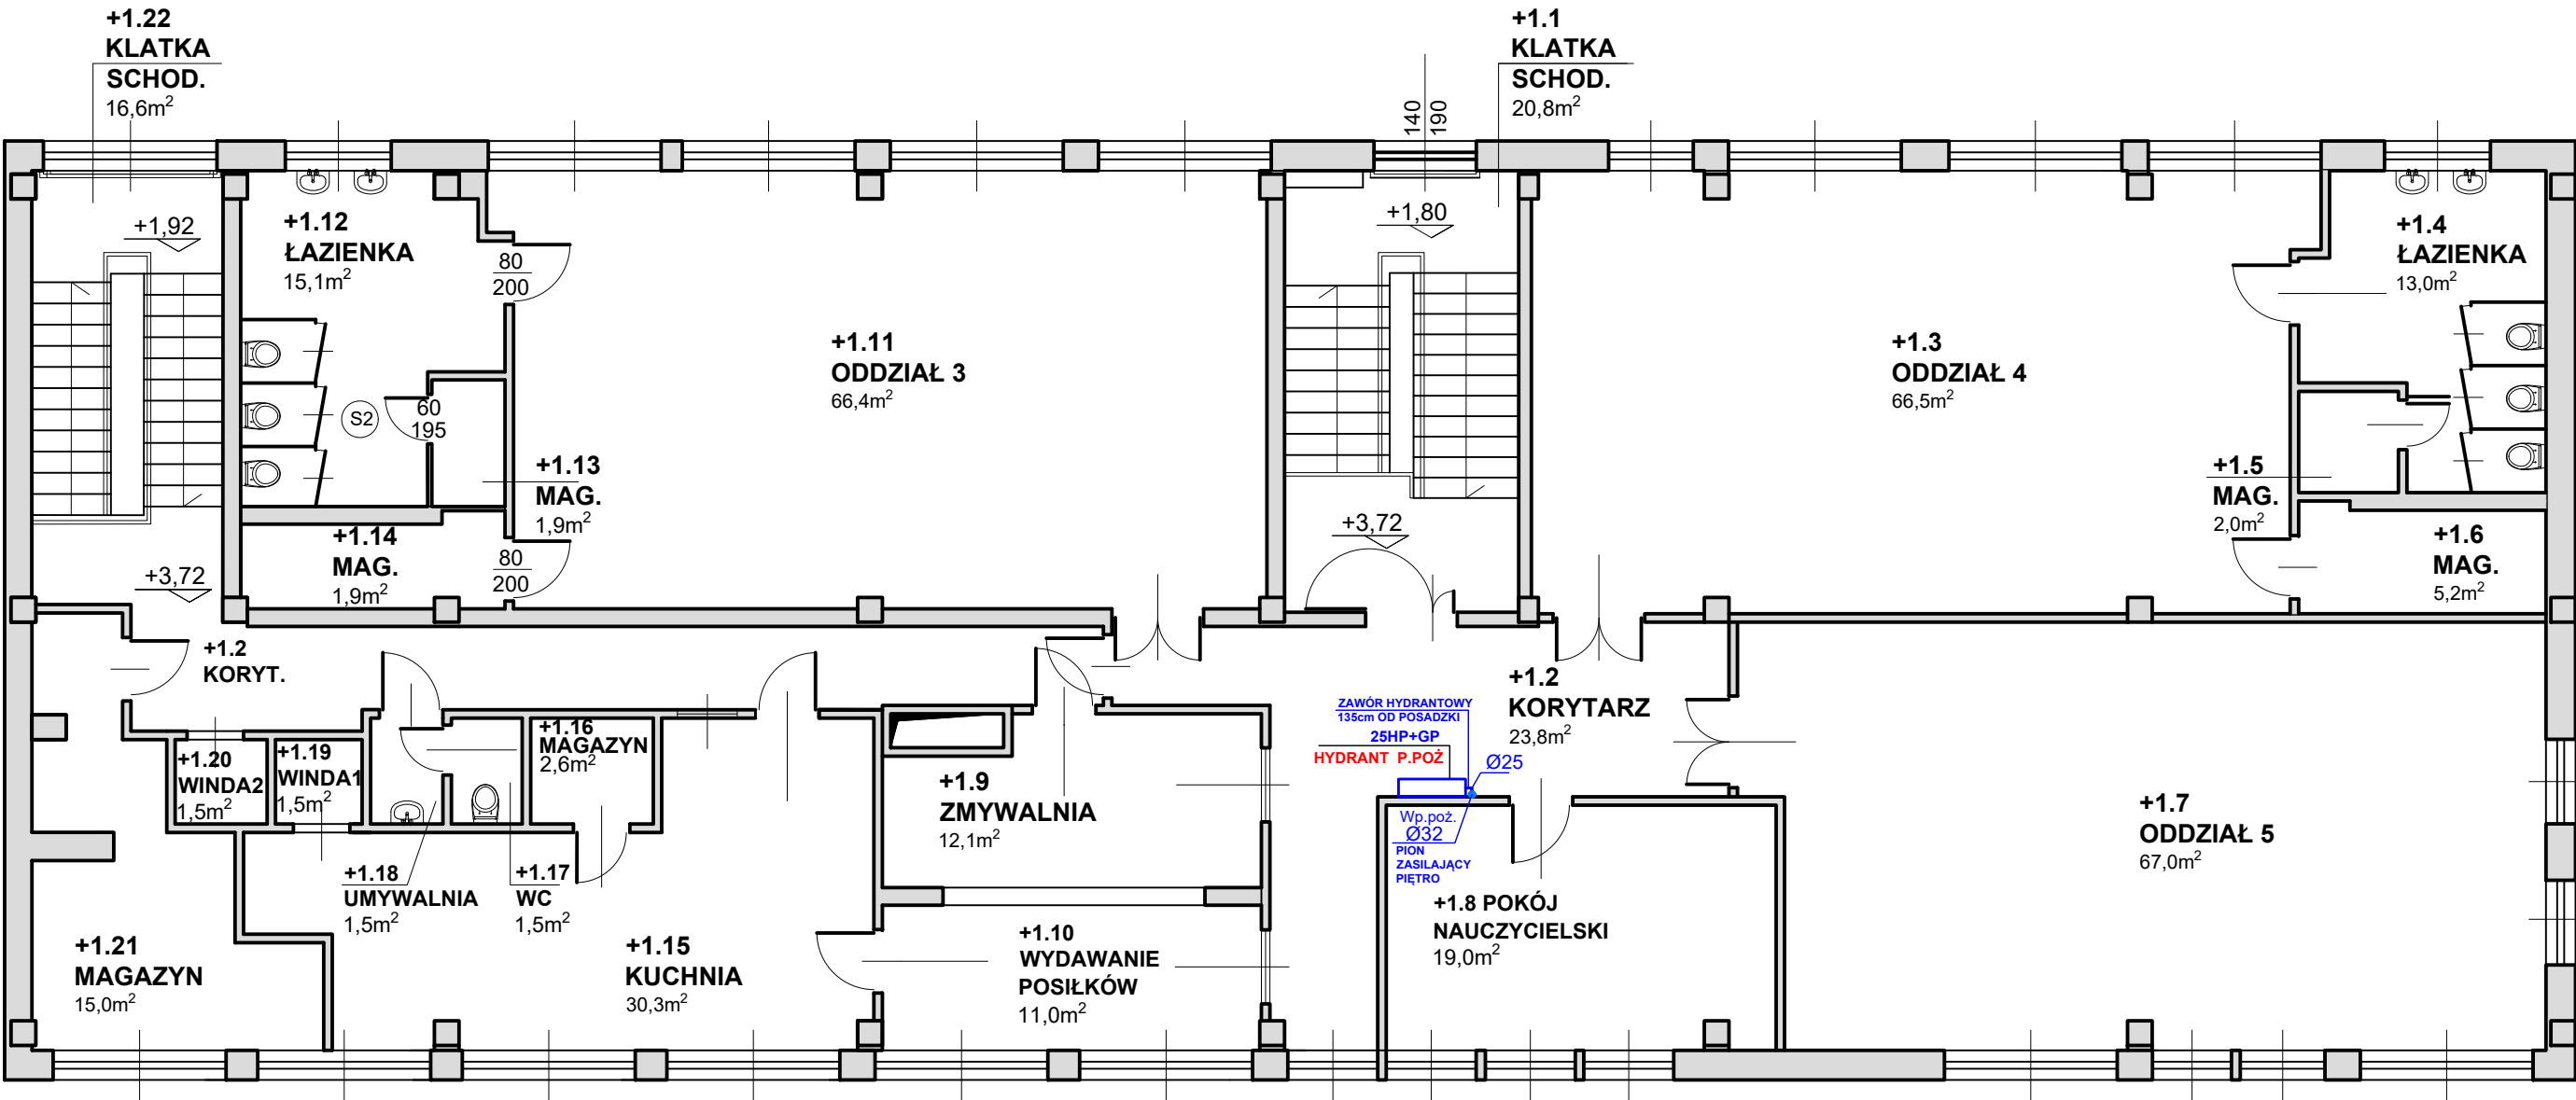 +1.22
KLATKA
SCHOD.
16,6m²
+1.1
KLATKA
SCHOD.
20,8m²
140
190
+1,92
+1.12
ŁAZIENKA
15,1m²
80
200
+1,80
+1.4
ŁAZIENKA
13,0m²
+1.11
ODDZIAŁ 3
66,4m²
+1.3
ODDZIAŁ 4
66,5m²
S2
60
195
+1.13
MAG.
1,9m²
+1.5
MAG.
2,0m²
+1.14
MAG.
1,9m²
80
200
+3,72
+1.6
MAG.
5,2m²
+3,72
+1.2
KORYT.
+1.2
KORYTARZ
23,8m²
ZAWÓR HYDRANTOWY
135cm OD POSADZKI
25HP+GP
HYDRANT P.POŻ
Ø25
Wp.poż.
Ø32
PION
ZASILAJĄCY
PIĘTRO
+1.20
WINDA2
1,5m²
+1.19
WINDA1
1,5m²
+1.16
MAGAZYN
2,6m²
+1.9
ZMYWALNIA
12,1m²
+1.7
ODDZIAŁ 5
67,0m²
+1.18
UMYWALNIA
1,5m²
+1.17
WC
1,5m²
+1.8 POKÓJ
NAUCZYCIELSKI
19,0m²
+1.21
MAGAZYN
15,0m²
+1.15
KUCHNIA
30,3m²
+1.10
WYDAWANIE
POSIŁKÓW
11,0m²